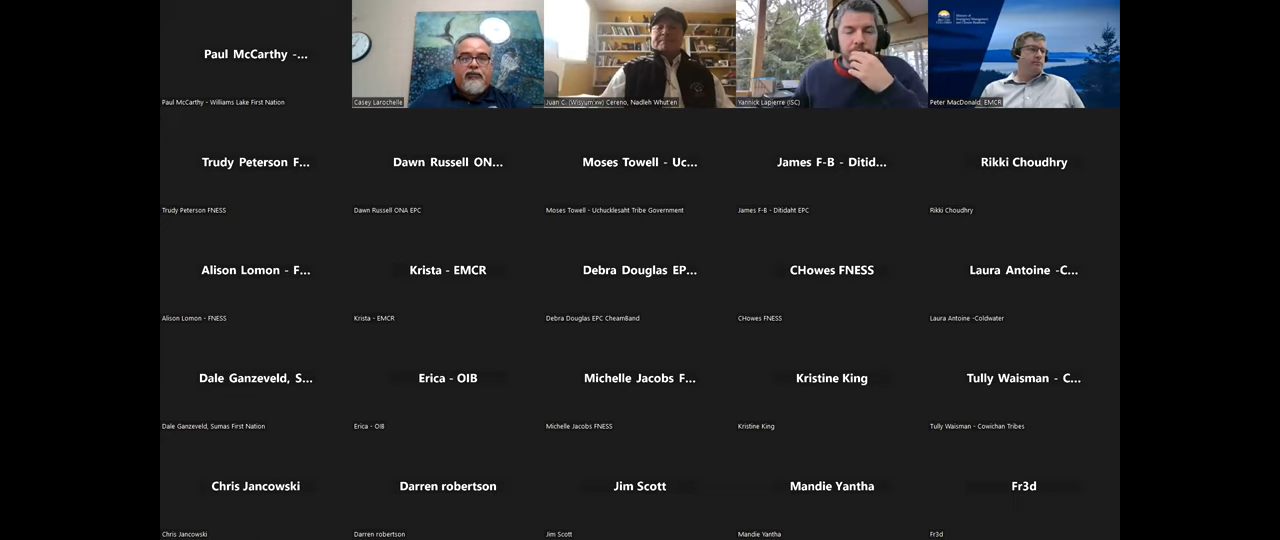 Paul McCarthy -...
Paul McCarthy - Williams Lake First Nation
Casey Larochelle
Juan C. (Wisyum:xw) Cereno, Nadleh Whut'en
Yannick Lapierre (ISC)
Peter MacDonald, EMCR
Trudy Peterson F...
Dawn Russell ON...
Moses Towell - Uc...
James F-B - Ditid...
Rikki Choudhry
Trudy Peterson FNESS
Dawn Russell ONA EPC
Moses Towell - Uchucklesaht Tribe Government
James F-B - Ditidaht EPC
Rikki Choudhry
Alison Lomon - F...
Krista - EMCR
Debra Douglas EP...
CHowes FNESS
Laura Antoine -C...
Alison Lomon - FNESS
Krista - EMCR
Debra Douglas EPC CheamBand
CHowes FNESS
Laura Antoine -Coldwater
Dale Ganzeveld, S...
Erica - OIB
Michelle Jacobs F...
Kristine King
Tully Waisman - C...
Dale Ganzeveld, Sumas First Nation
Erica - OIB
Michelle Jacobs FNESS
Kristine King
Tully Waisman - Cowichan Tribes
Chris Jancowski
Darren robertson
Jim Scott
Mandie Yantha
Fr3d
Chris Jancowski
Darren robertson
Jim Scott
Mandie Yantha
Fr3d